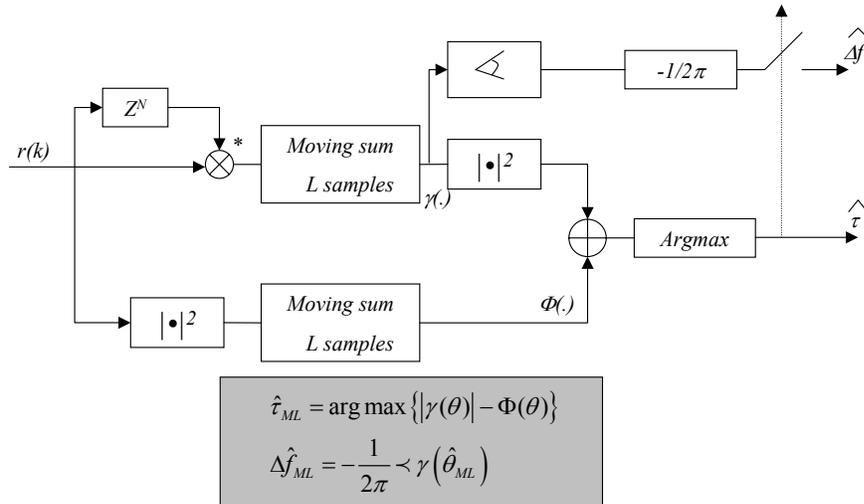 ∢
-1/2π
Δf̂
Z^N
r(k)
*
Moving sum
L samples
γ(.)
|•|²
τ̂
Argmax
|•|²
Moving sum
L samples
Φ(.)
τ̂_ML = arg max {|γ(θ)| − Φ(θ)}
Δf̂_ML = −1/2π ≺ γ(θ̂_ML)